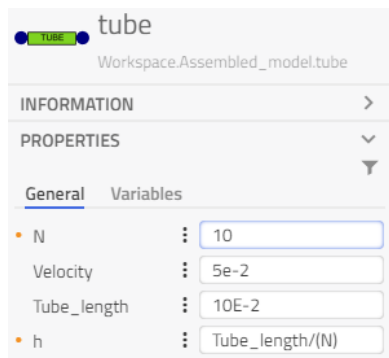 TUBE
tube
Workspace.Assembled_model.tube
INFORMATION
PROPERTIES
General Variables
N 10
Velocity 5e-2
Tube_length 10E-2
h Tube_length/(N)